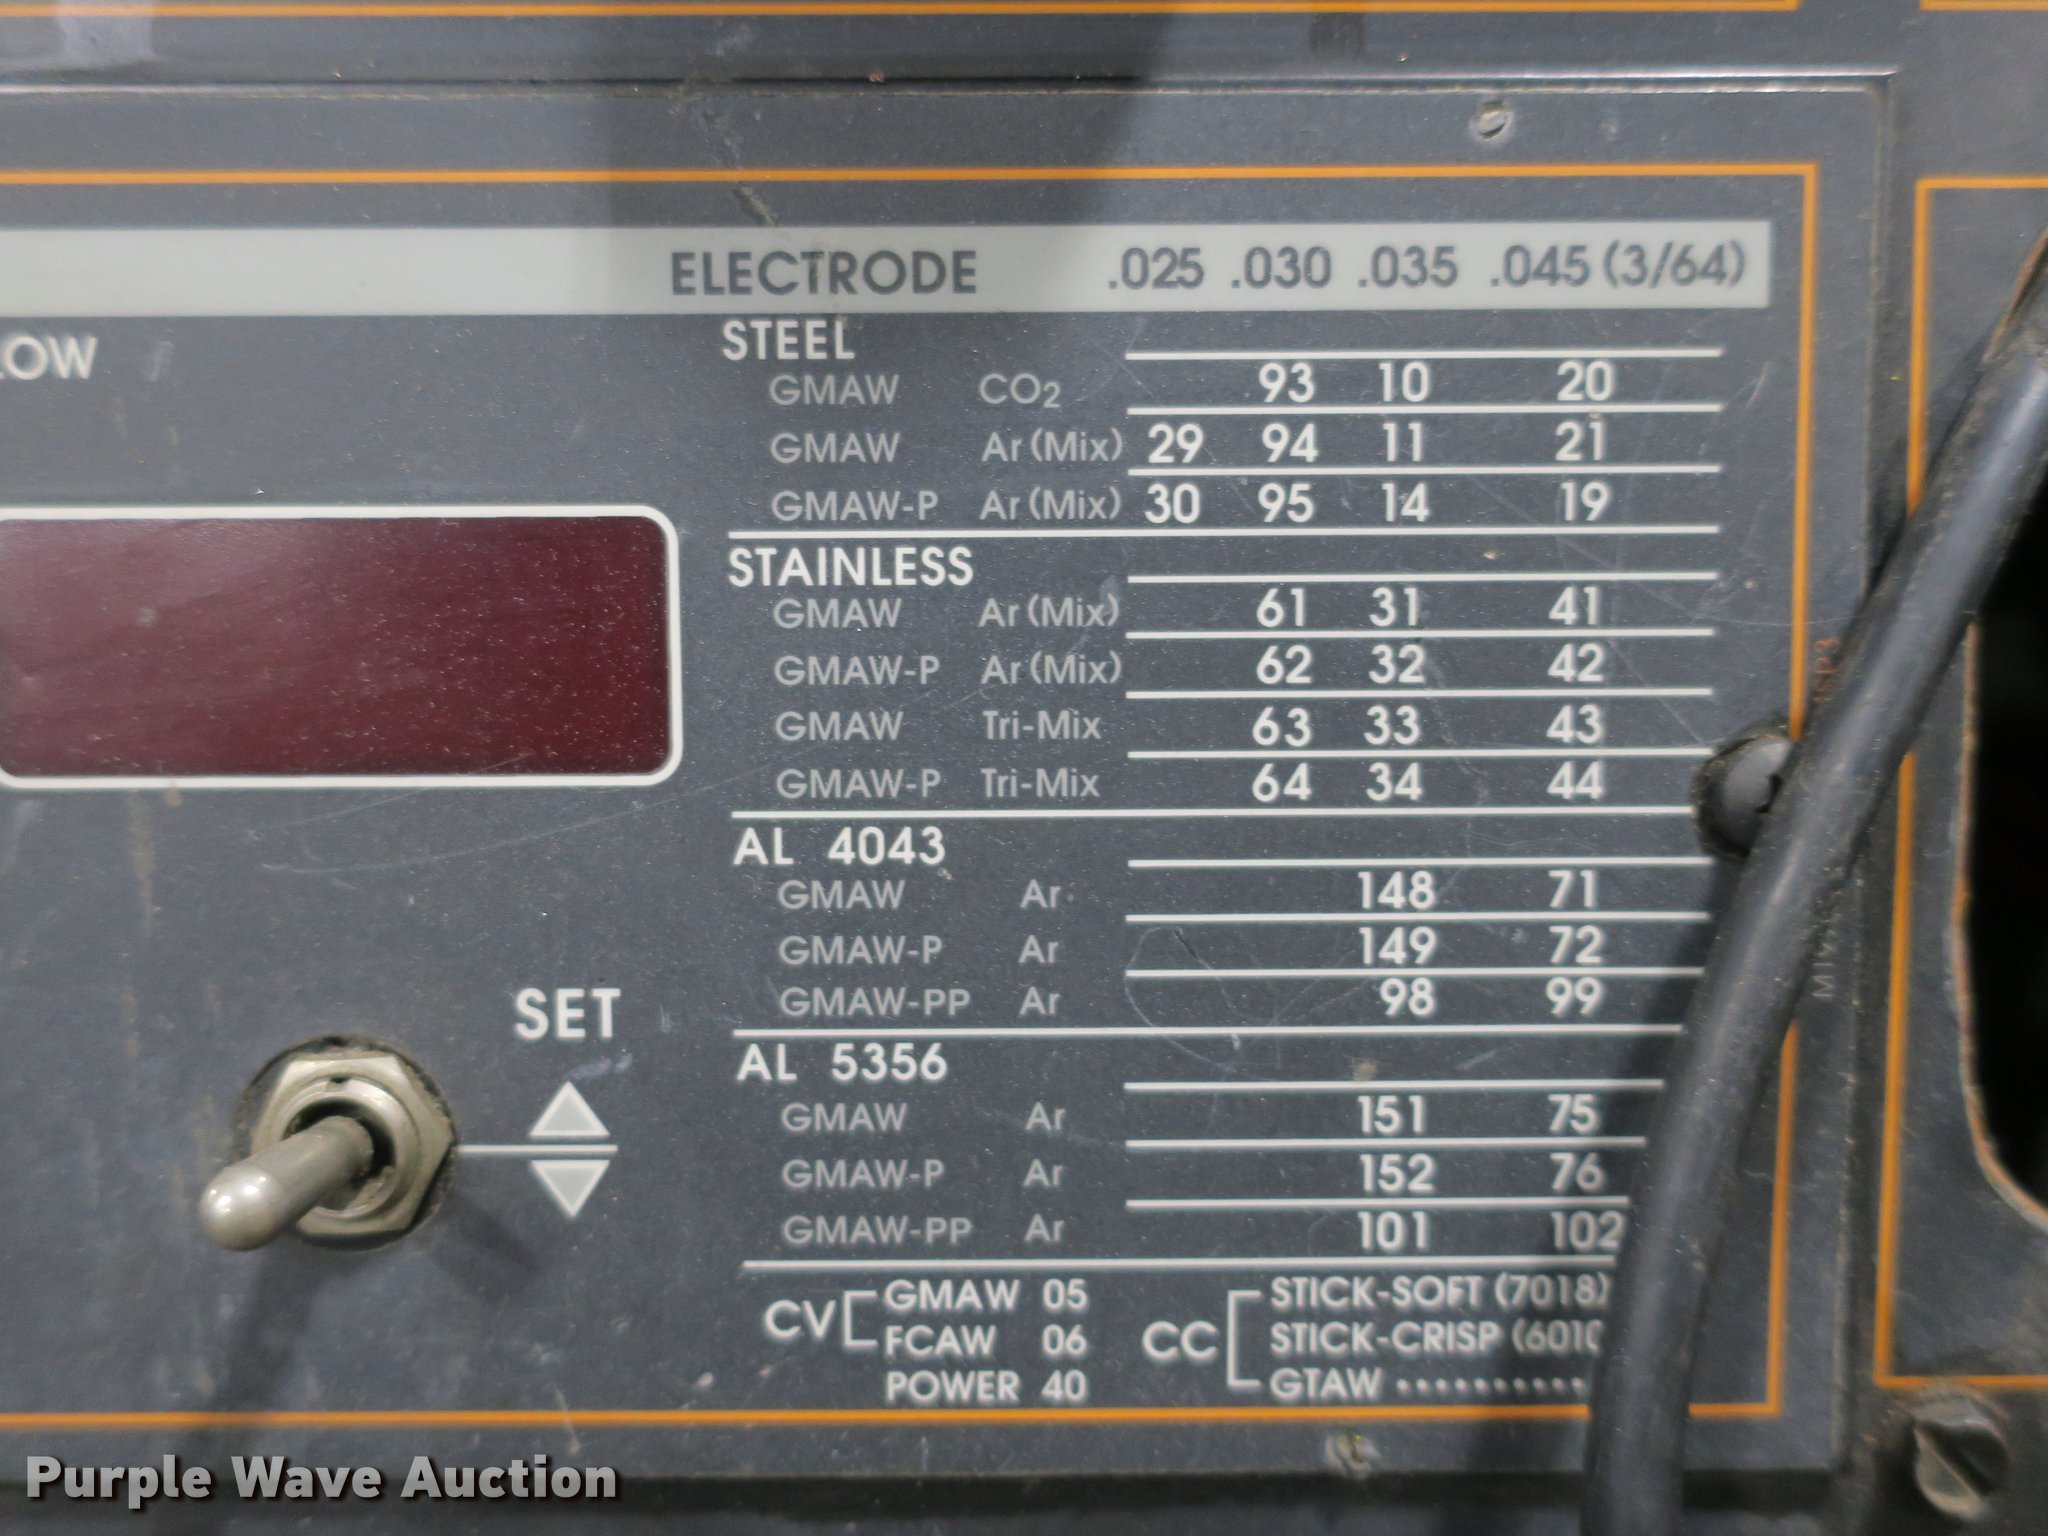 ELECTRODE .025 .030 .035 .045 (3/64)
LOW
STEEL
GMAW CO2 93 10 20
GMAW Ar (Mix) 29 94 11 21
GMAW-P Ar (Mix) 30 95 14 19
STAINLESS
GMAW Ar (Mix) 61 31 41
GMAW-P Ar (Mix) 62 32 42
GMAW Tri-Mix 63 33 43
GMAW-P Tri-Mix 64 34 44
AL 4043
GMAW Ar 148 71
GMAW-P Ar 149 72
GMAW-PP Ar 98 99
SET
AL 5356
GMAW Ar 151 75
GMAW-P Ar 152 76
GMAW-PP Ar 101 102
CV GMAW 05
FCAW 06
POWER 40
CC STICK-SOFT (7018)
STICK-CRISP (6010
GTAW ..........
Purple Wave Auction